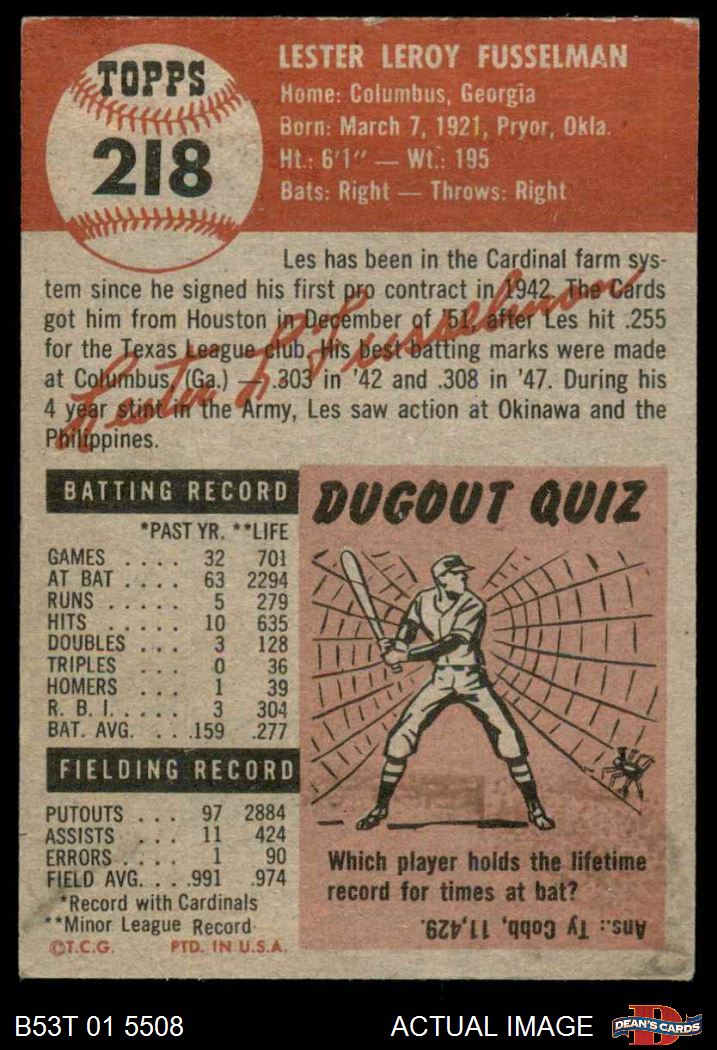 TOPPS
218
LESTER LEROY FUSSELMAN
Home: Columbus, Georgia
Born: March 7, 1921, Pryor, Okla.
Ht.: 6'1" — Wt.: 195
Bats: Right — Throws: Right
Les has been in the Cardinal farm sys-
tem since he signed his first pro contract in 1942. The Cards
got him from Houston in December of '51, after Les hit .255
for the Texas League club. His best batting marks were made
at Columbus, (Ga.) — .303 in '42 and .308 in '47. During his
4 year stint in the Army, Les saw action at Okinawa and the
Philippines.
Lester L Fusselman
BATTING RECORD
*PAST YR. **LIFE
GAMES .... 32 701
AT BAT .... 63 2294
RUNS ..... 5 279
HITS ..... 10 635
DOUBLES ... 3 128
TRIPLES ... 0 36
HOMERS ... 1 39
R. B. I. .... 3 304
BAT. AVG. . .159 .277
FIELDING RECORD
PUTOUTS ... 97 2884
ASSISTS ... 11 424
ERRORS .... 1 90
FIELD AVG. . .991 .974
*Record with Cardinals
**Minor League Record
©T.C.G. PTD. IN U.S.A.
DUGOUT QUIZ
Which player holds the lifetime
record for times at bat?
Ans.: Ty Cobb, 11,429.
B53T 01 5508 ACTUAL IMAGE
DEAN'S CARDS